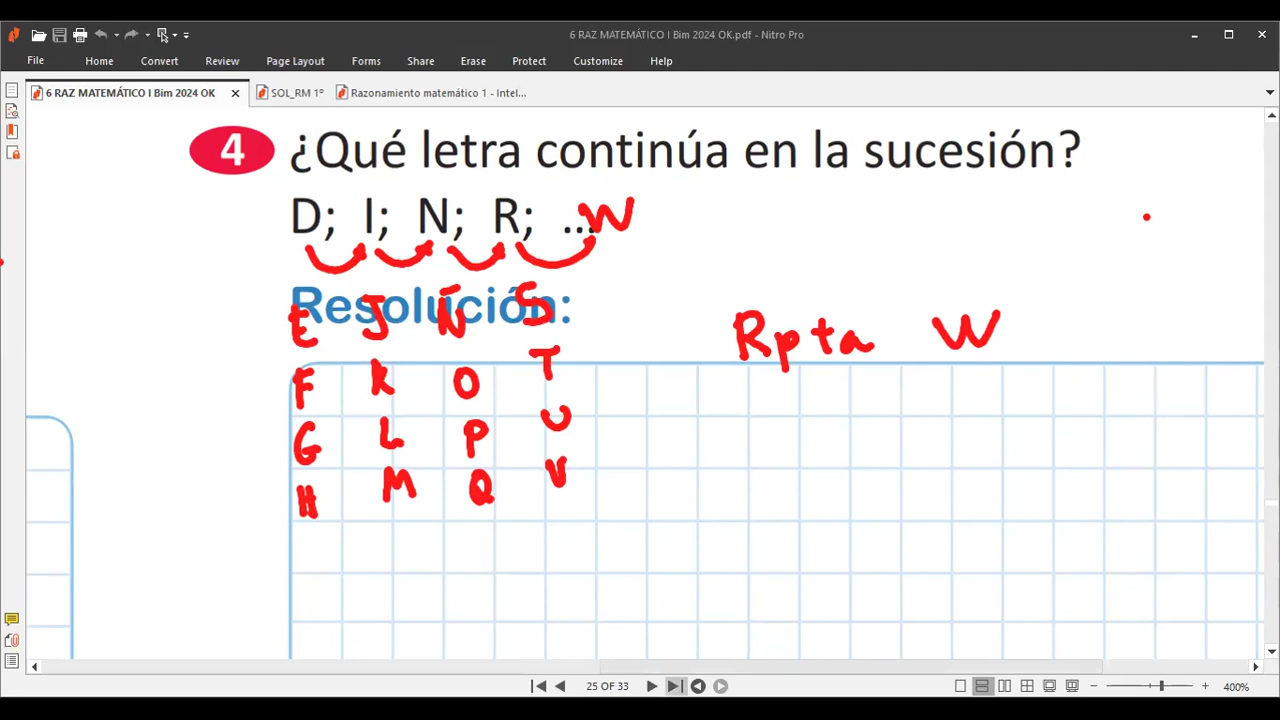 6 RAZ MATEMÁTICO I Bim 2024 OK.pdf - Nitro Pro
File Home Convert Review Page Layout Forms Share Erase Protect Customize Help
6 RAZ MATEMÁTICO I Bim 2024 OK SOL_RM 1º Razonamiento matemático 1 - Intel...
4 ¿Qué letra continúa en la sucesión?
D; I; N; R; ... W
Resolución:
E J Ñ S
Rpta W
F K O T
G L P U
H M Q V
25 OF 33
400%